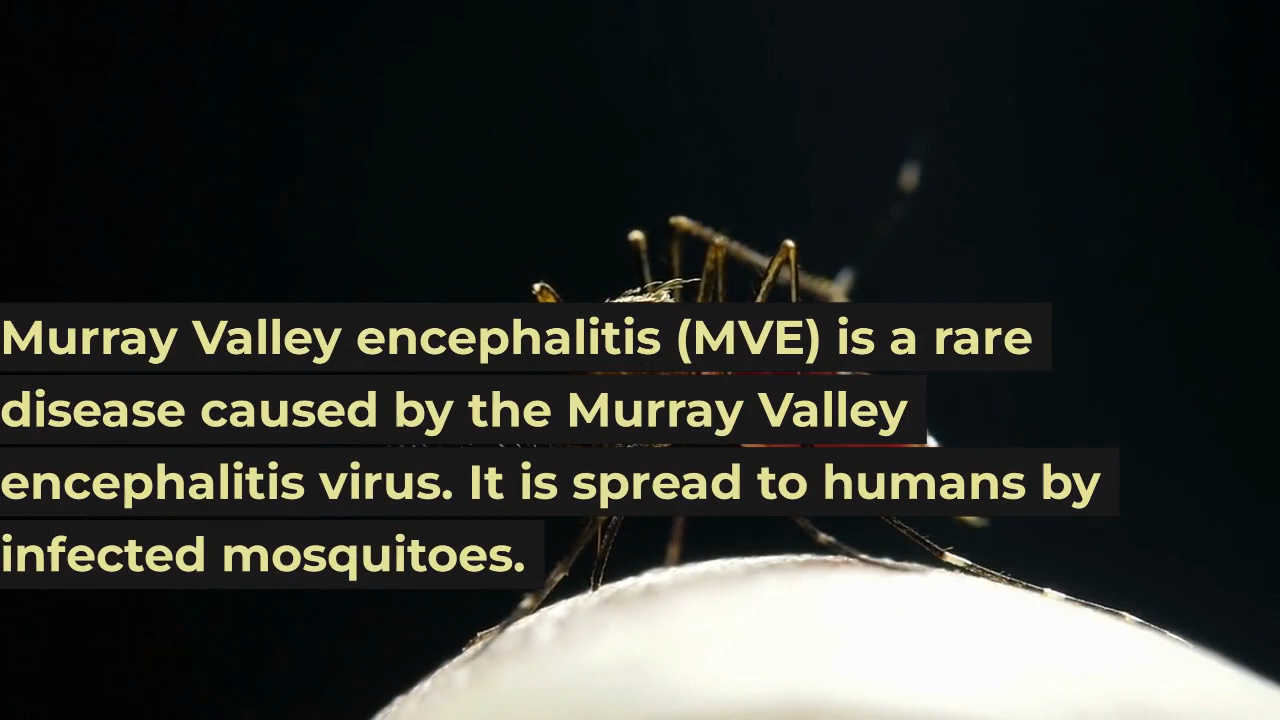 Murray Valley encephalitis (MVE) is a rare
disease caused by the Murray Valley
encephalitis virus. It is spread to humans by
infected mosquitoes.